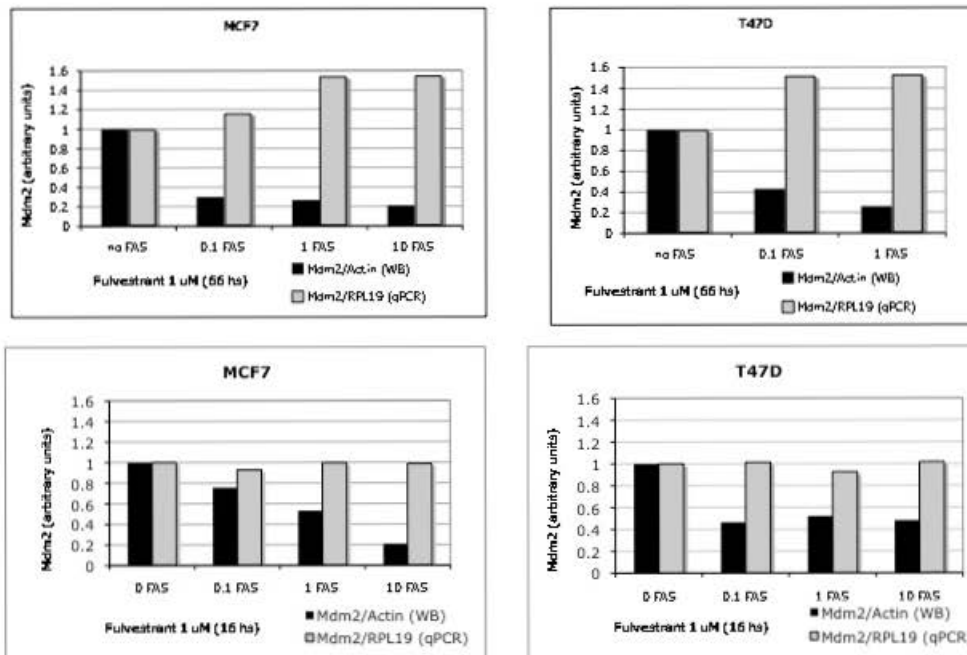 MCF7
Mdm2 (arbitrary units)
1.6
1.4
1.2
1
0.8
0.6
0.4
0.2
0
no FAS 0.1 FAS 1 FAS 10 FAS
Fulvestrant 1 uM (66 hs)
Mdm2/Actin (WB)
Mdm2/RPL19 (qPCR)
T47D
Mdm2 (arbitrary units)
1.6
1.4
1.2
1
0.8
0.6
0.4
0.2
0
no FAS 0.1 FAS 1 FAS
Fulvestrant 1 uM (66 hs)
Mdm2/Actin (WB)
Mdm2/RPL19 (qPCR)
MCF7
Mdm2 (arbitrary units)
1.6
1.4
1.2
1
0.8
0.6
0.4
0.2
0
0 FAS 0.1 FAS 1 FAS 10 FAS
Fulvestrant 1 uM (16 hs)
Mdm2/Actin (WB)
Mdm2/RPL19 (qPCR)
T47D
Mdm2 (arbitrary units)
1.6
1.4
1.2
1
0.8
0.6
0.4
0.2
0
0 FAS 0.1 FAS 1 FAS 10 FAS
Fulvestrant 1 uM (16 hs)
Mdm2/Actin (WB)
Mdm2/RPL19 (qPCR)